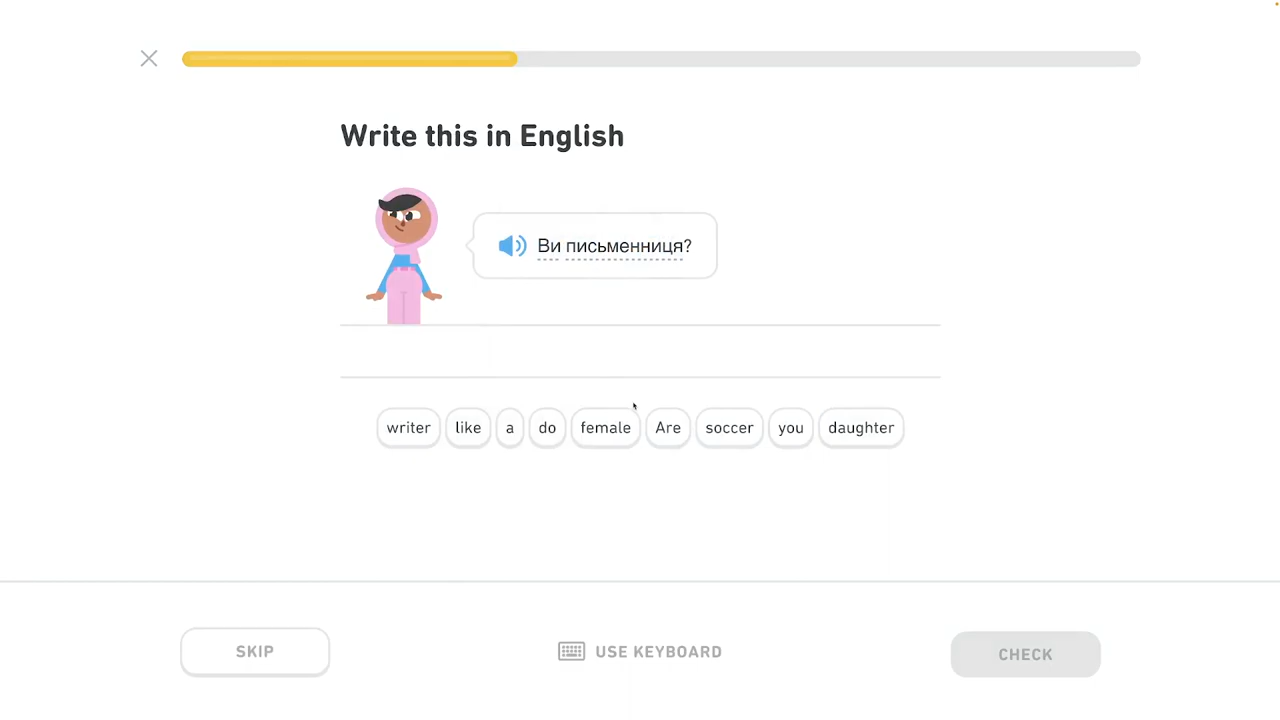 Write this in English
Ви письменниця?
writer like a do female Are soccer you daughter
SKIP USE KEYBOARD CHECK